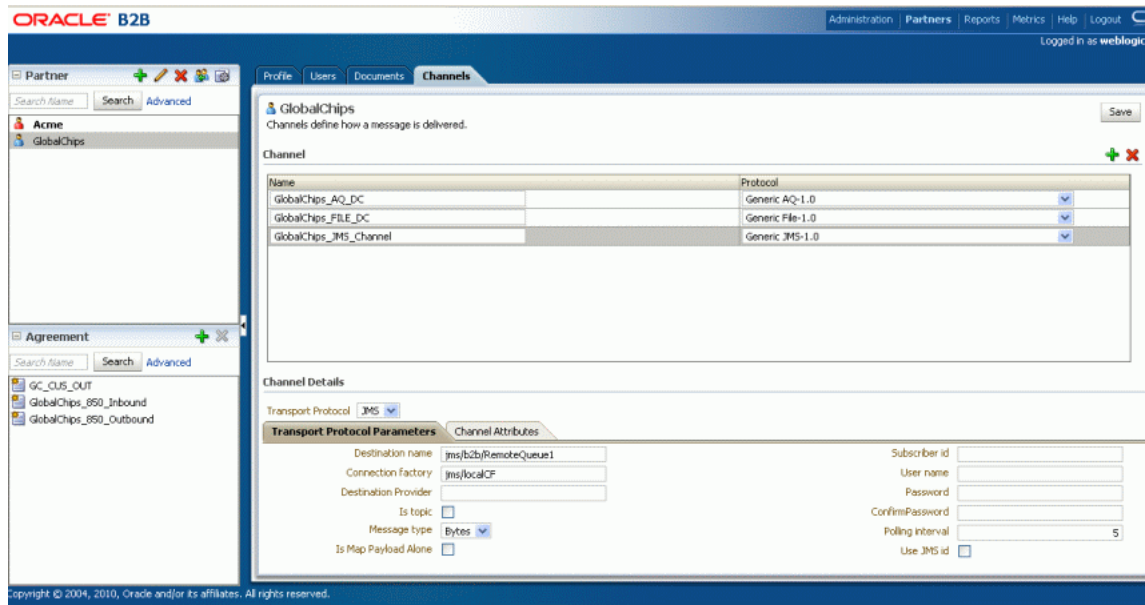 ORACLE B2B
Administration Partners Reports Metrics Help Logout
Logged in as weblogic
Partner
Search Name Search Advanced
Acme
GlobalChips
Agreement
Search Name Search Advanced
GC_CUS_OUT
GlobalChips_850_Inbound
GlobalChips_850_Outbound
Profile Users Documents Channels
GlobalChips
Save
Channels define how a message is delivered.
Channel
Name Protocol
GlobalChips_AQ_DC Generic AQ-1.0
GlobalChips_FILE_DC Generic File-1.0
GlobalChips_JMS_Channel Generic JMS-1.0
Channel Details
Transport Protocol JMS
Transport Protocol Parameters Channel Attributes
Destination name jms/b2b/RemoteQueue1 Subscriber id
Connection factory jms/localCF User name
Destination Provider Password
Is topic ConfirmPassword
Message type Bytes Polling interval 5
Is Map Payload Alone Use JMS id
Copyright © 2004, 2010, Oracle and/or its affiliates. All rights reserved.